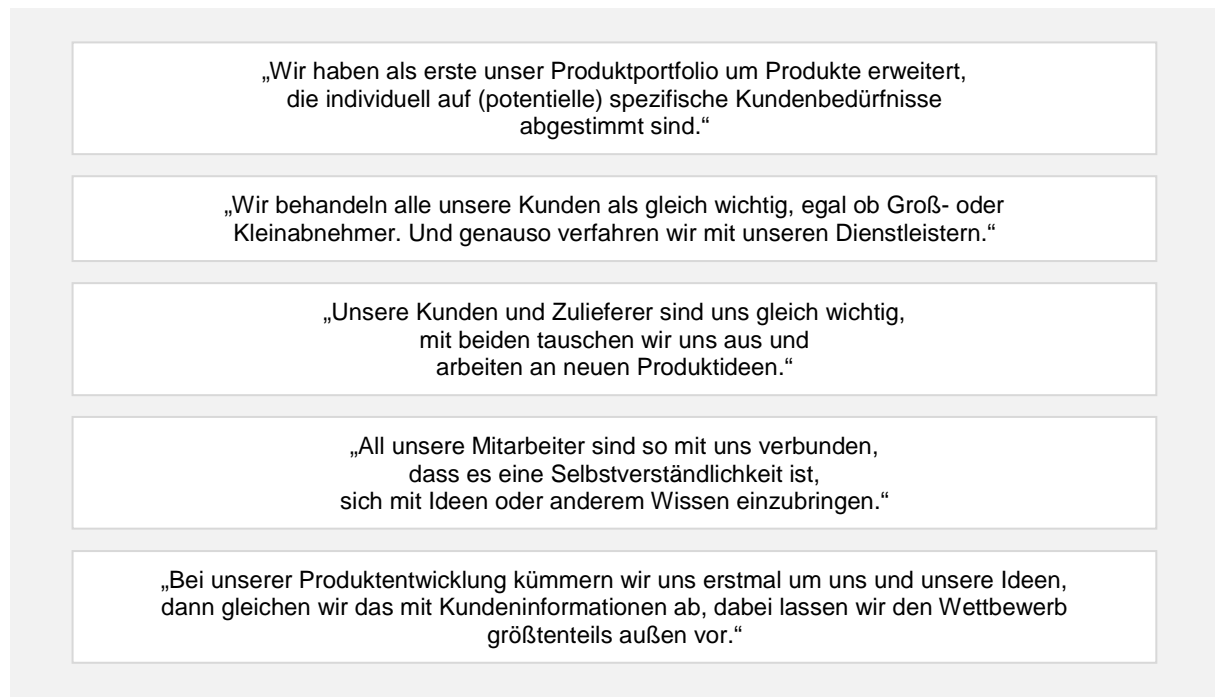 „Wir haben als erste unser Produktportfolio um Produkte erweitert,
die individuell auf (potentielle) spezifische Kundenbedürfnisse
abgestimmt sind.“
„Wir behandeln alle unsere Kunden als gleich wichtig, egal ob Groß- oder
Kleinabnehmer. Und genauso verfahren wir mit unseren Dienstleistern.“
„Unsere Kunden und Zulieferer sind uns gleich wichtig,
mit beiden tauschen wir uns aus und
arbeiten an neuen Produktideen.“
„All unsere Mitarbeiter sind so mit uns verbunden,
dass es eine Selbstverständlichkeit ist,
sich mit Ideen oder anderem Wissen einzubringen.“
„Bei unserer Produktentwicklung kümmern wir uns erstmal um uns und unsere Ideen,
dann gleichen wir das mit Kundeninformationen ab, dabei lassen wir den Wettbewerb
größtenteils außen vor.“